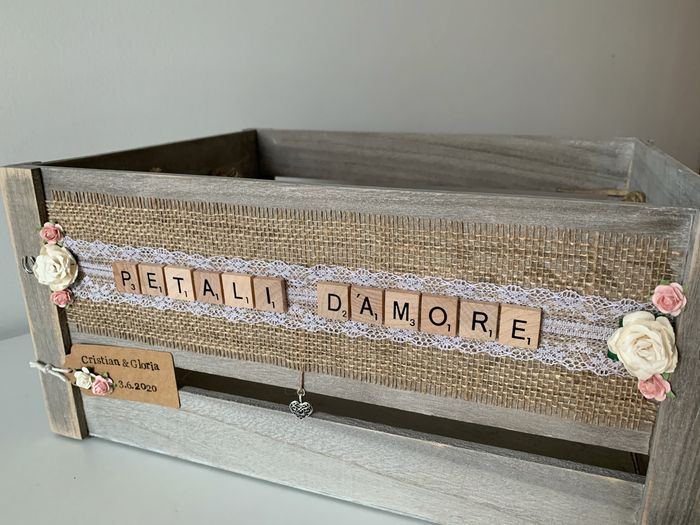 PETALI D'AMORE
Cristian & Gloria
3.6.2020